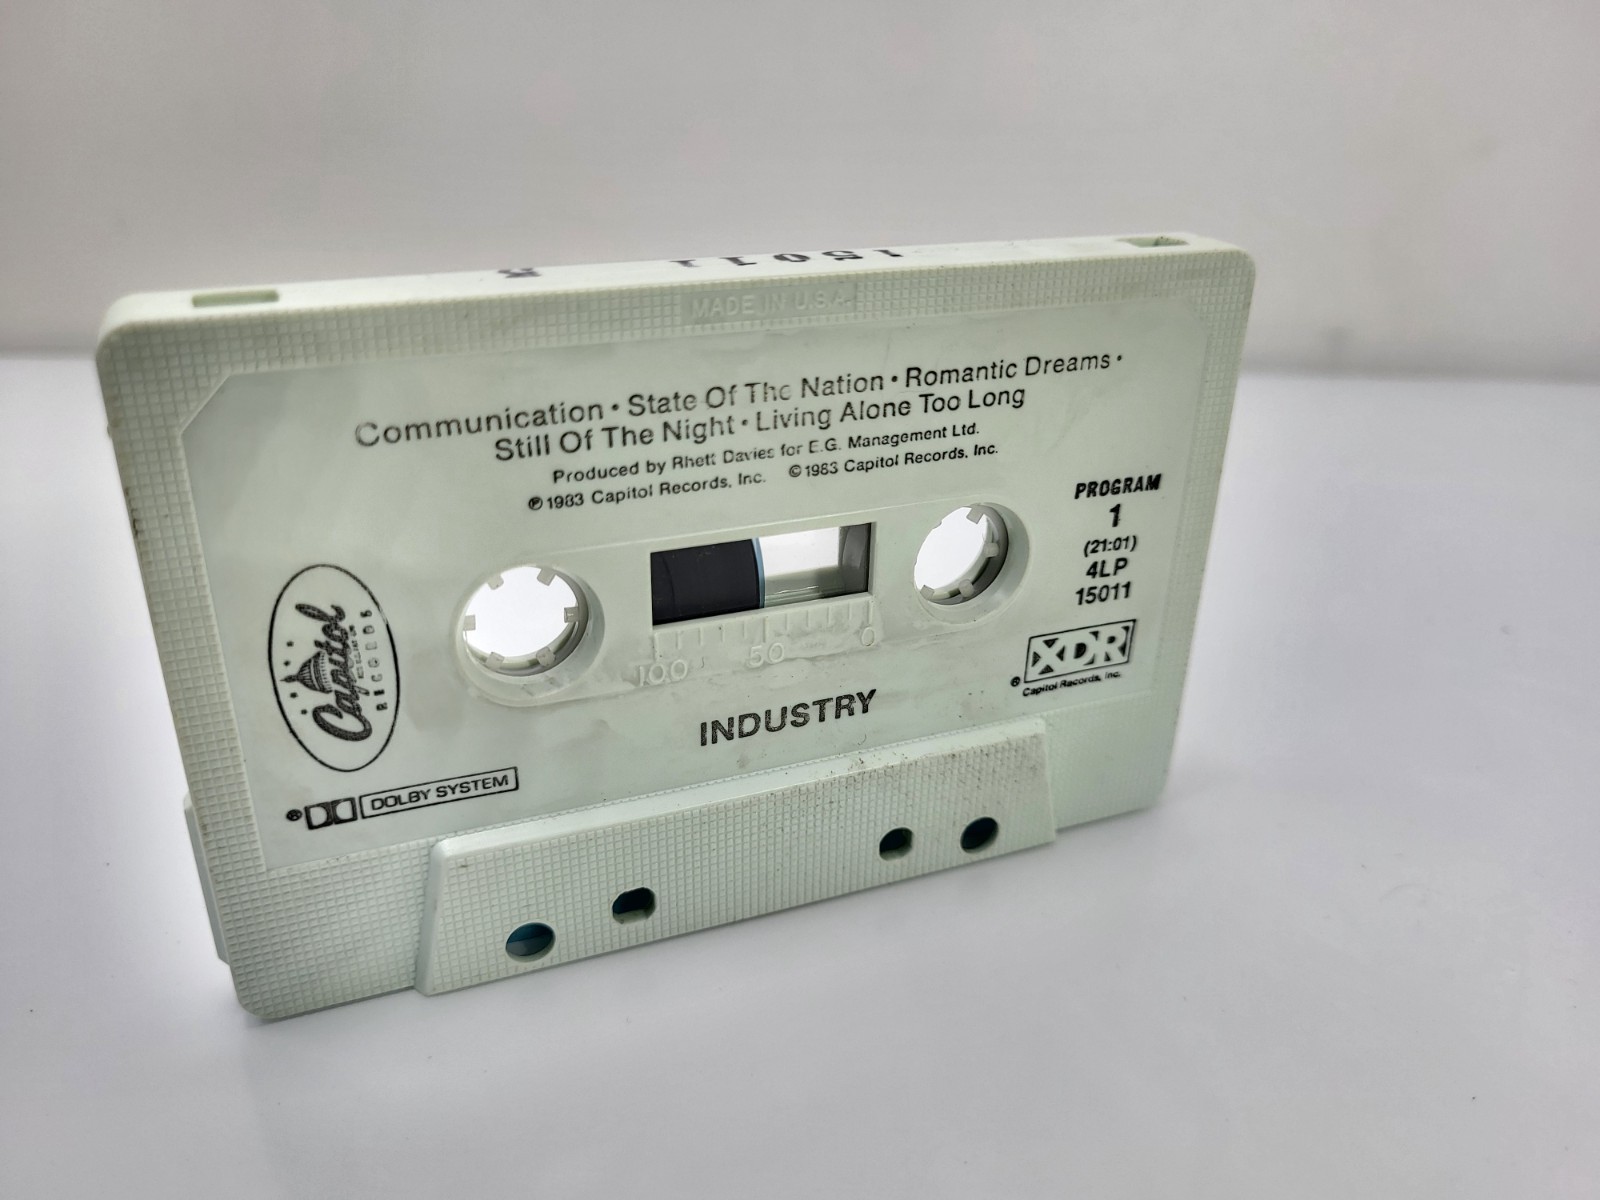 15011
MADE IN U.S.A.
Communication • State Of The Nation • Romantic Dreams •
Still Of The Night • Living Alone Too Long
Produced by Rhett Davies for E.G. Management Ltd.
℗ 1983 Capitol Records, Inc. © 1983 Capitol Records, Inc.
PROGRAM
1
(21:01)
4LP
15011
100 50 0
Capitol
RECORDS
XDR
® Capitol Records, Inc.
INDUSTRY
® DOLBY SYSTEM